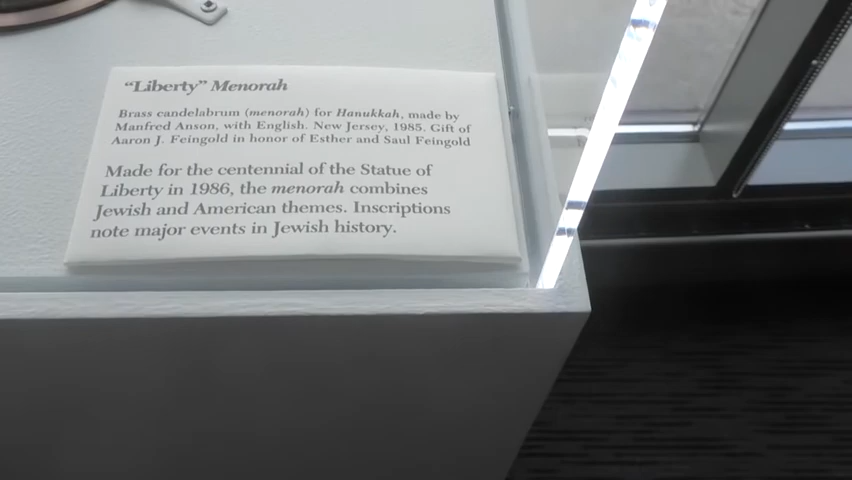 “Liberty” Menorah
Brass candelabrum (menorah) for Hanukkah, made by
Manfred Anson, with English. New Jersey, 1985. Gift of
Aaron J. Feingold in honor of Esther and Saul Feingold
Made for the centennial of the Statue of
Liberty in 1986, the menorah combines
Jewish and American themes. Inscriptions
note major events in Jewish history.